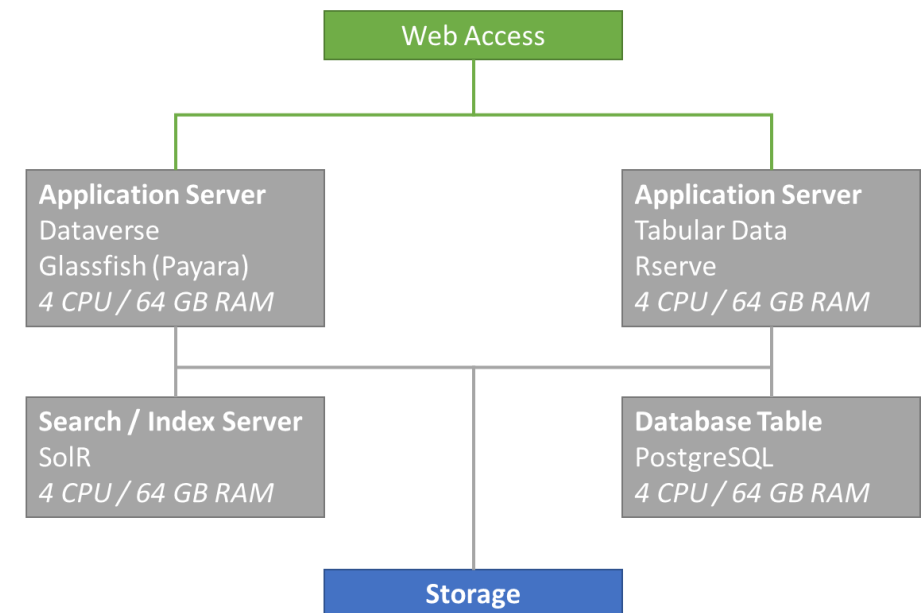 Web Access
Application Server
Dataverse
Glassfish (Payara)
4 CPU / 64 GB RAM
Application Server
Tabular Data
Rserve
4 CPU / 64 GB RAM
Search / Index Server
SolR
4 CPU / 64 GB RAM
Database Table
PostgreSQL
4 CPU / 64 GB RAM
Storage